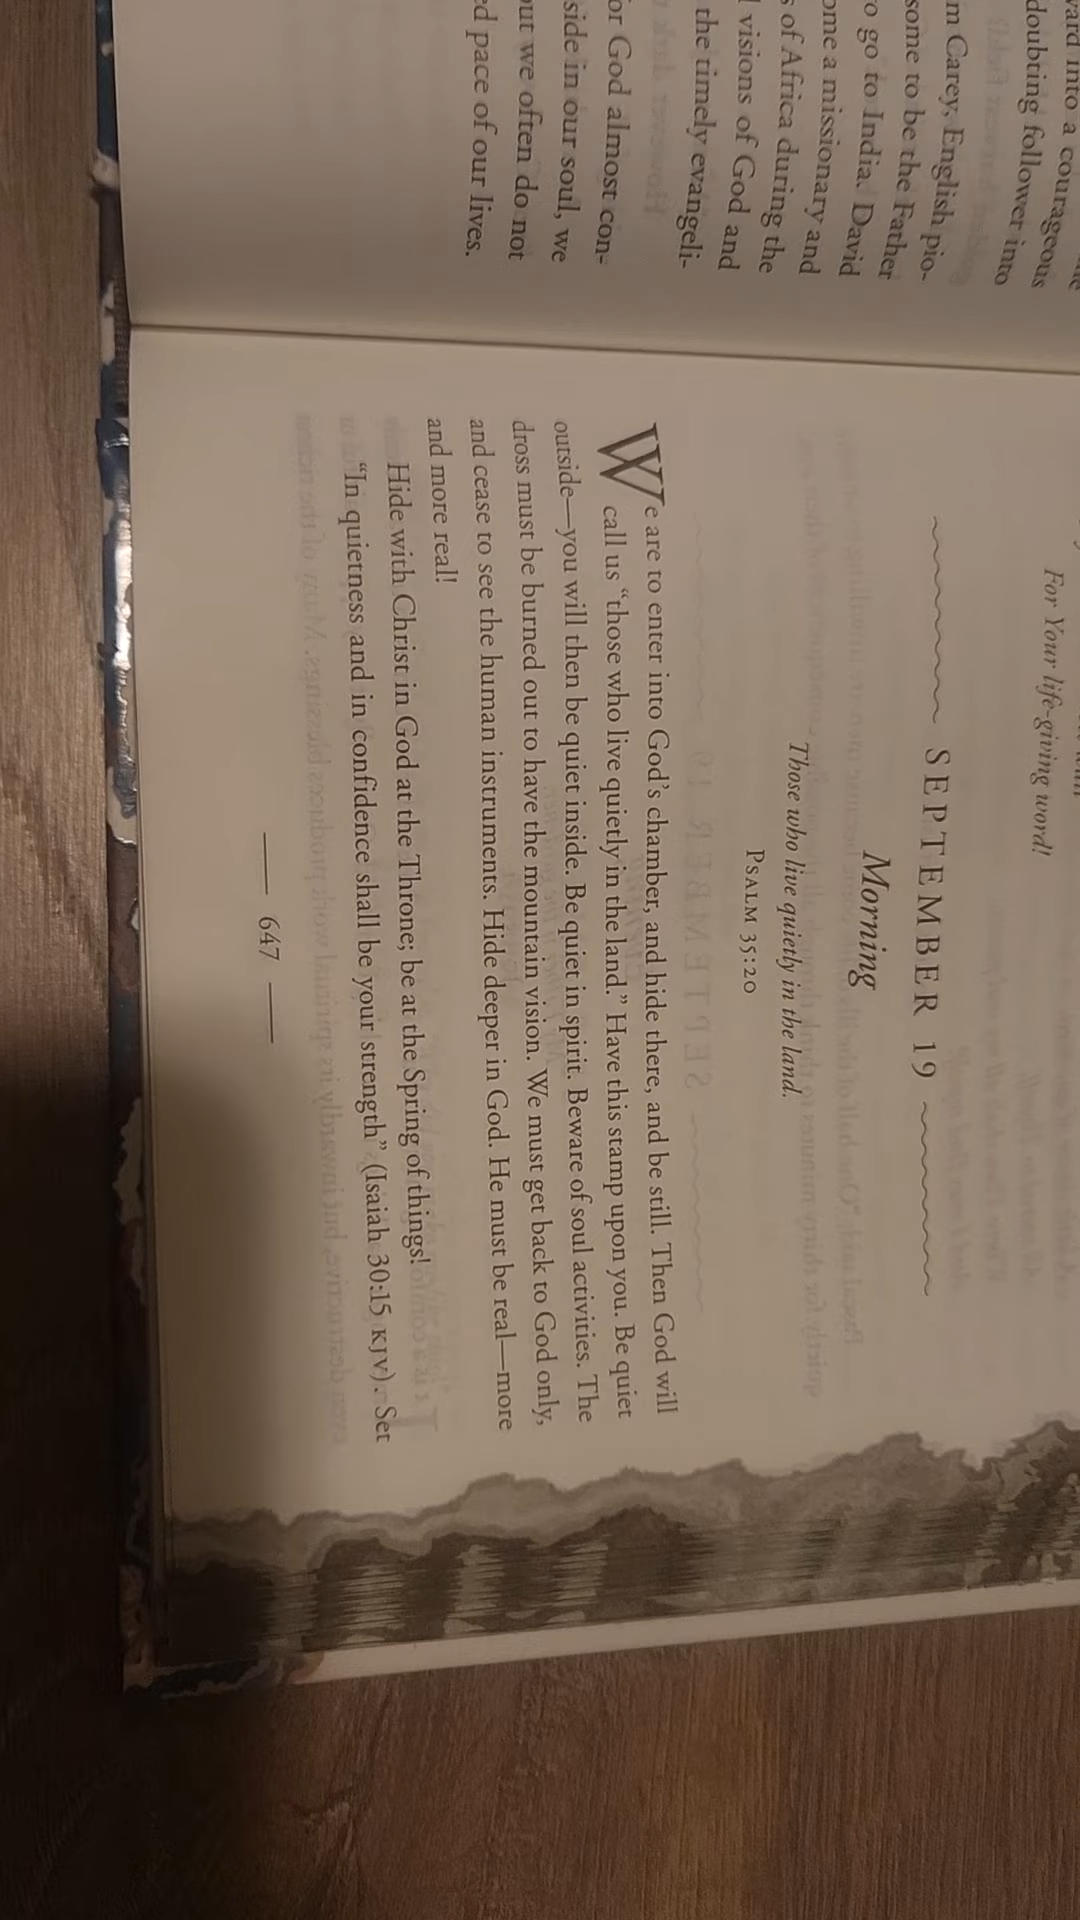 ward into a courageous
doubting follower into
m Carey, English pio-
some to be the Father
o go to India. David
ome a missionary and
s of Africa during the
visions of God and
the timely evangeli-
or God almost con-
side in our soul, we
ut we often do not
ed pace of our lives.
For Your life-giving word!
SEPTEMBER 19
Morning
Those who live quietly in the land.
PSALM 35:20
We are to enter into God's chamber, and hide there, and be still. Then God will
call us “those who live quietly in the land.” Have this stamp upon you. Be quiet
outside—you will then be quiet inside. Be quiet in spirit. Beware of soul activities. The
dross must be burned out to have the mountain vision. We must get back to God only,
and cease to see the human instruments. Hide deeper in God. He must be real—more
and more real!
Hide with Christ in God at the Throne; be at the Spring of things!
“In quietness and in confidence shall be your strength” (Isaiah 30:15 KJV). Set
— 647 —